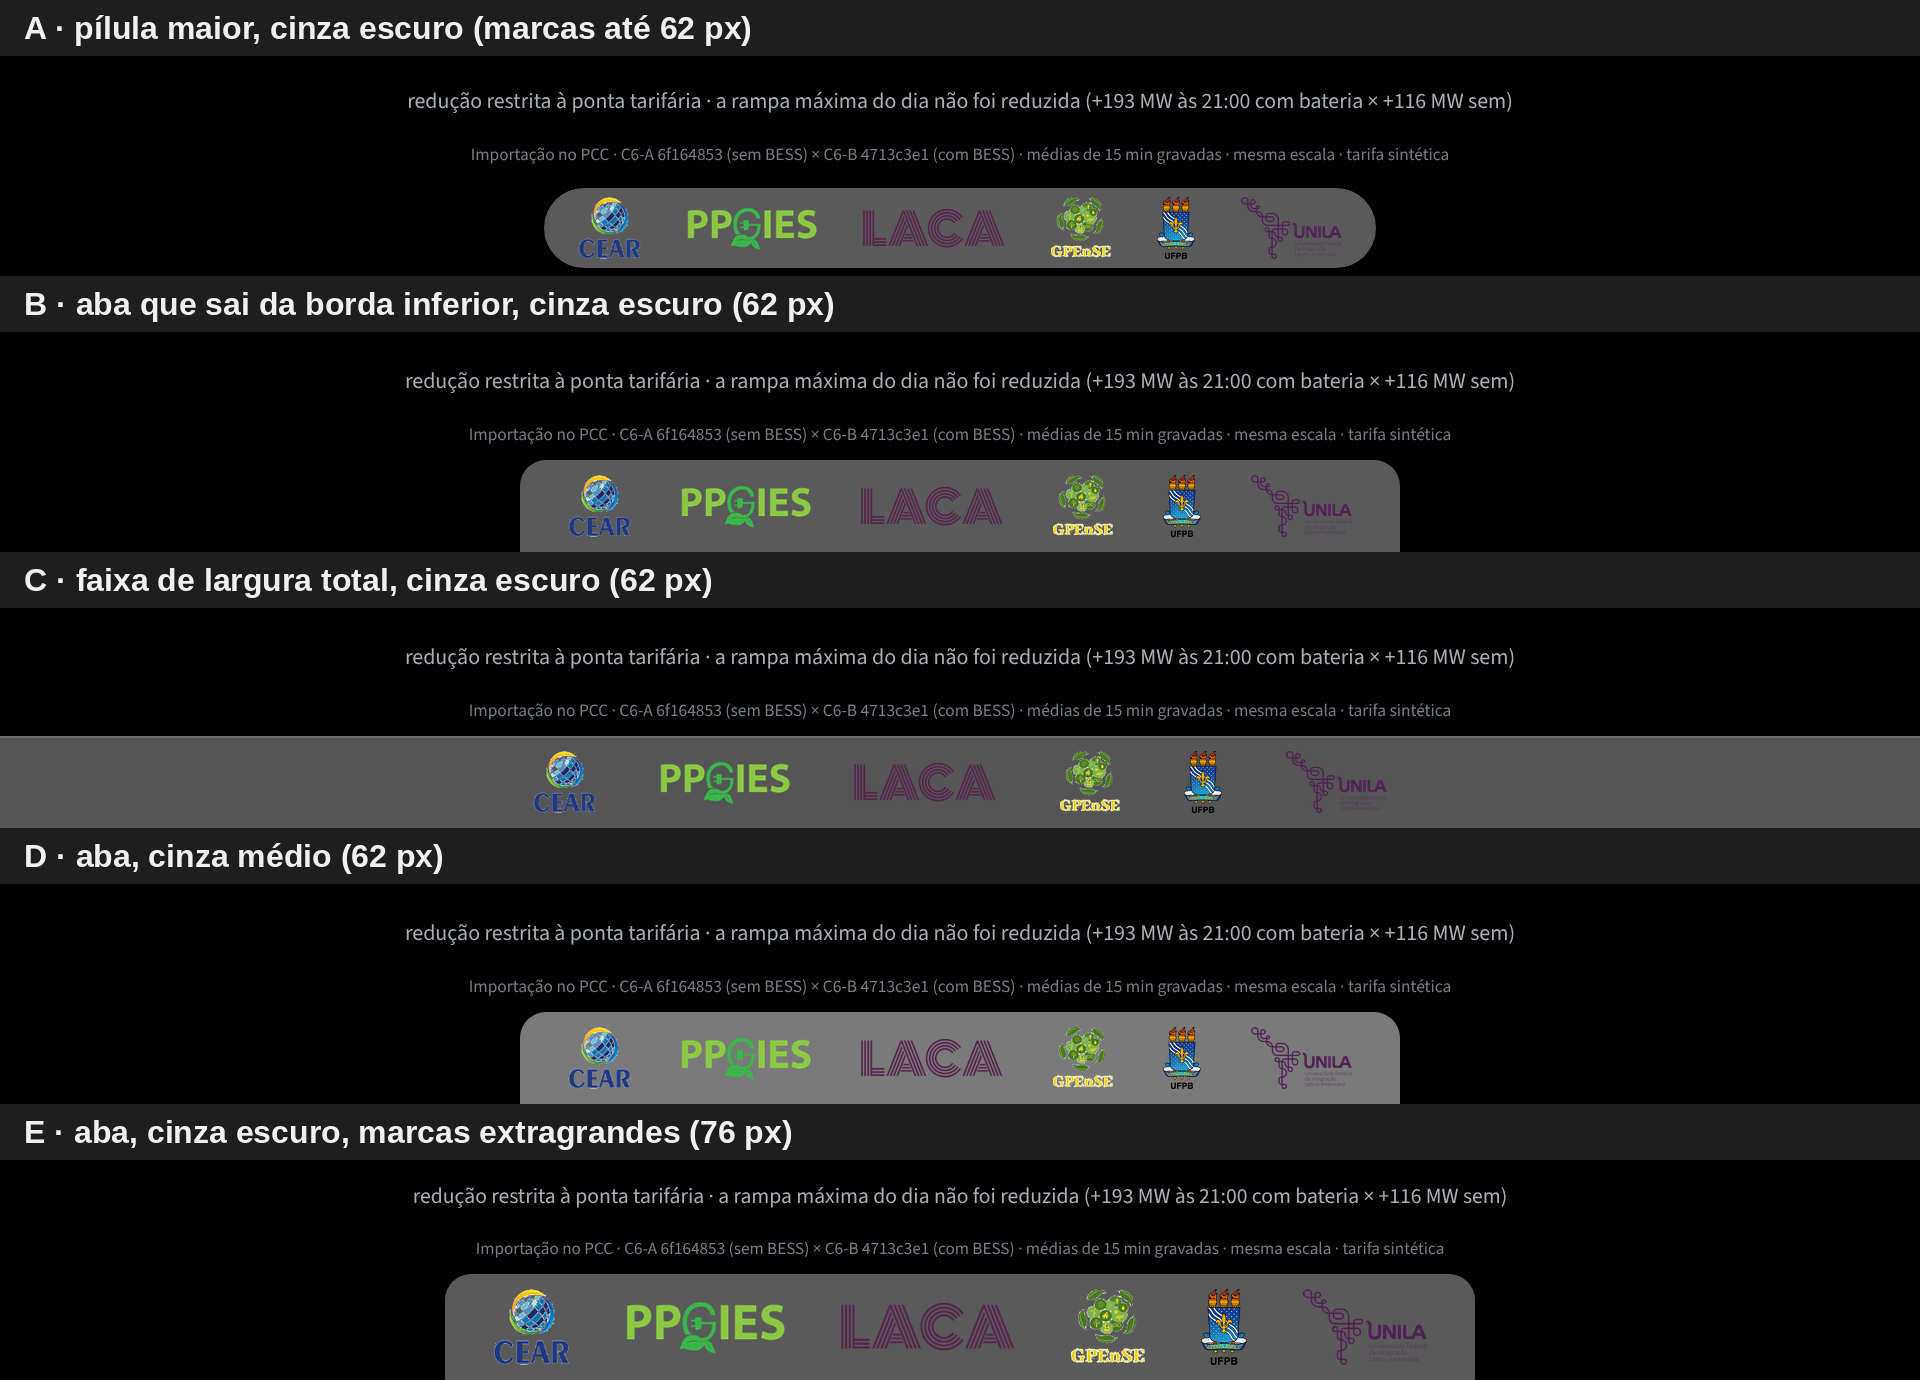 A · pílula maior, cinza escuro (marcas até 62 px)
redução restrita à ponta tarifária · a rampa máxima do dia não foi reduzida (+193 MW às 21:00 com bateria × +116 MW sem)
Importação no PCC · C6-A 6f164853 (sem BESS) × C6-B 4713c3e1 (com BESS) · médias de 15 min gravadas · mesma escala · tarifa sintética
CEAR PPGIES LACA GPEnSE UFPB UNILA
B · aba que sai da borda inferior, cinza escuro (62 px)
redução restrita à ponta tarifária · a rampa máxima do dia não foi reduzida (+193 MW às 21:00 com bateria × +116 MW sem)
Importação no PCC · C6-A 6f164853 (sem BESS) × C6-B 4713c3e1 (com BESS) · médias de 15 min gravadas · mesma escala · tarifa sintética
CEAR PPGIES LACA GPEnSE UFPB UNILA
C · faixa de largura total, cinza escuro (62 px)
redução restrita à ponta tarifária · a rampa máxima do dia não foi reduzida (+193 MW às 21:00 com bateria × +116 MW sem)
Importação no PCC · C6-A 6f164853 (sem BESS) × C6-B 4713c3e1 (com BESS) · médias de 15 min gravadas · mesma escala · tarifa sintética
CEAR PPGIES LACA GPEnSE UFPB UNILA
D · aba, cinza médio (62 px)
redução restrita à ponta tarifária · a rampa máxima do dia não foi reduzida (+193 MW às 21:00 com bateria × +116 MW sem)
Importação no PCC · C6-A 6f164853 (sem BESS) × C6-B 4713c3e1 (com BESS) · médias de 15 min gravadas · mesma escala · tarifa sintética
CEAR PPGIES LACA GPEnSE UFPB UNILA
Universidade Federal
da Integração
Latino-Americana
E · aba, cinza escuro, marcas extragrandes (76 px)
redução restrita à ponta tarifária · a rampa máxima do dia não foi reduzida (+193 MW às 21:00 com bateria × +116 MW sem)
Importação no PCC · C6-A 6f164853 (sem BESS) × C6-B 4713c3e1 (com BESS) · médias de 15 min gravadas · mesma escala · tarifa sintética
CEAR PPGIES LACA GPEnSE UFPB UNILA
Universidade Federal
da Integração
Latino-Americana